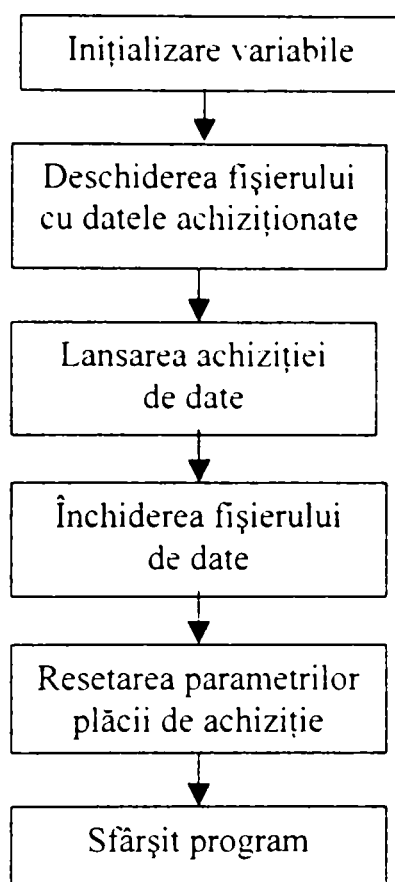 Inițializare variabile
Deschiderea fișierului
cu datele achiziționate
Lansarea achiziției
de date
Închiderea fișierului
de date
Resetarea parametrilor
plăcii de achiziție
Sfârșit program